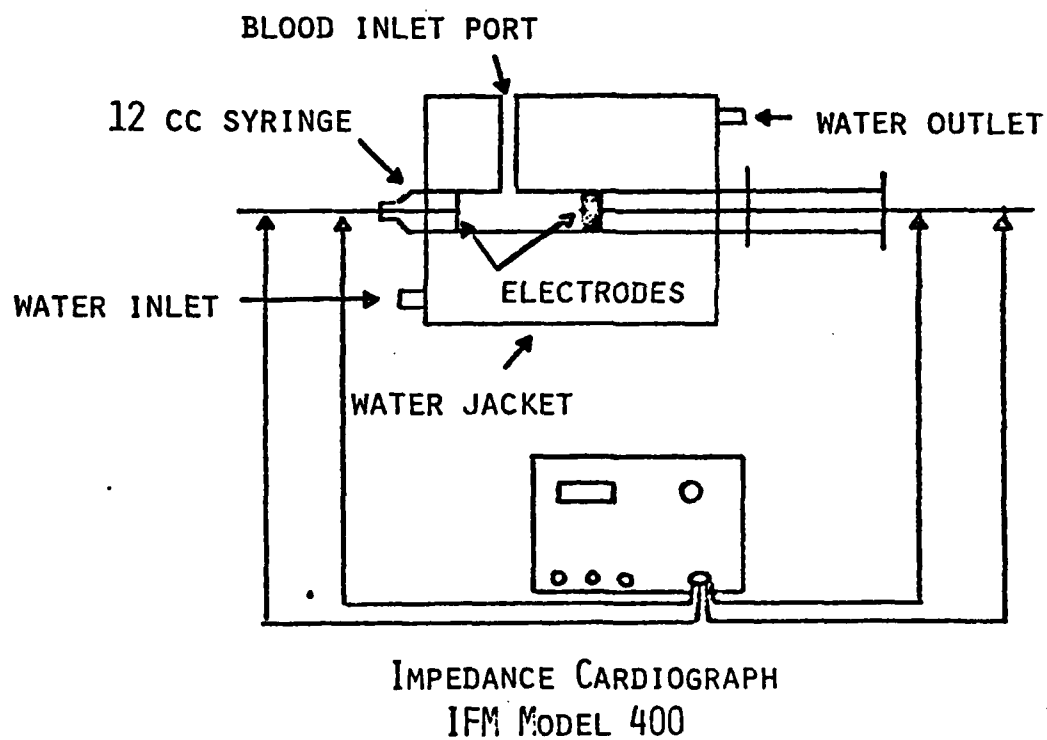 BLOOD INLET PORT
12 CC SYRINGE
WATER OUTLET
WATER INLET
ELECTRODES
WATER JACKET
IMPEDANCE CARDIOGRAPH
IFM MODEL 400